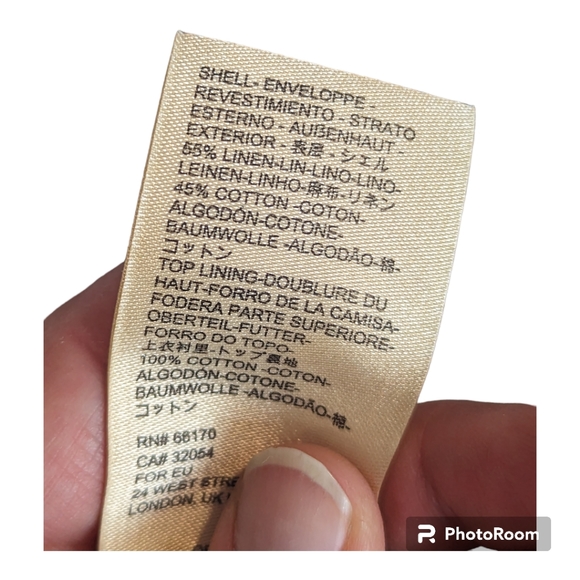 SHELL- ENVELOPPE -
REVESTIMIENTO - STRATO
ESTERNO - AUßENHAUT -
EXTERIOR - 表层 - シェル
55% LINEN-LIN-LINO-LINO-
LEINEN-LINHO-麻布-リネン
45% COTTON -COTON-
ALGODÓN-COTONE-
BAUMWOLLE -ALGODÃO-棉-
コットン
TOP LINING-DOUBLURE DU
HAUT-FORRO DE LA CAMISA-
FODERA PARTE SUPERIORE-
OBERTEIL-FUTTER-
FORRO DO TOPO-
上衣衬里-トップ裏地
100% COTTON -COTON-
ALGODÓN-COTONE-
BAUMWOLLE -ALGODÃO-棉-
コットン
RN# 66170
CA# 32054
FOR EU
24 WEST
LONDON, UK
PhotoRoom